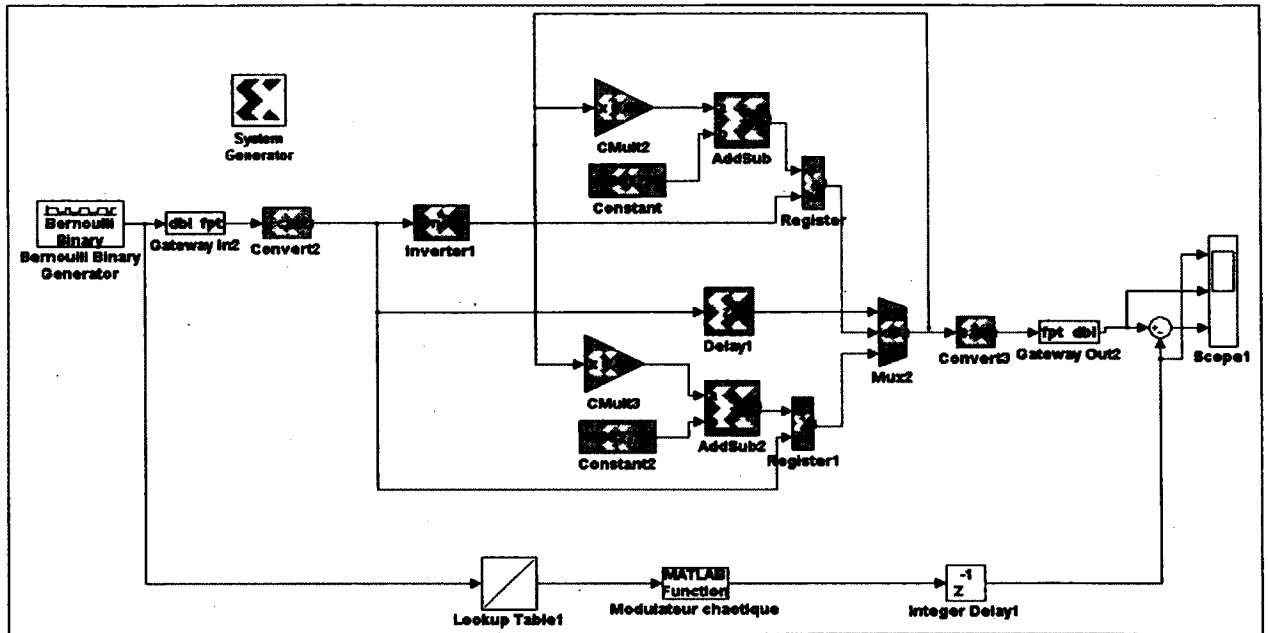 System
Generator
CMult2
AddSub
Constant
Register
Bernoulli
Binary
Bernoulli Binary
Generator
dbl fpt
Gateway In2
Convert2
Inverter1
Delay1
Mux2
Convert3
fpt dbl
Gateway Out2
Scope1
CMult3
Constant2
AddSub2
Register1
Lookup Table1
MATLAB
Function
Modulateur chaotique
-1
Z
Integer Delay1